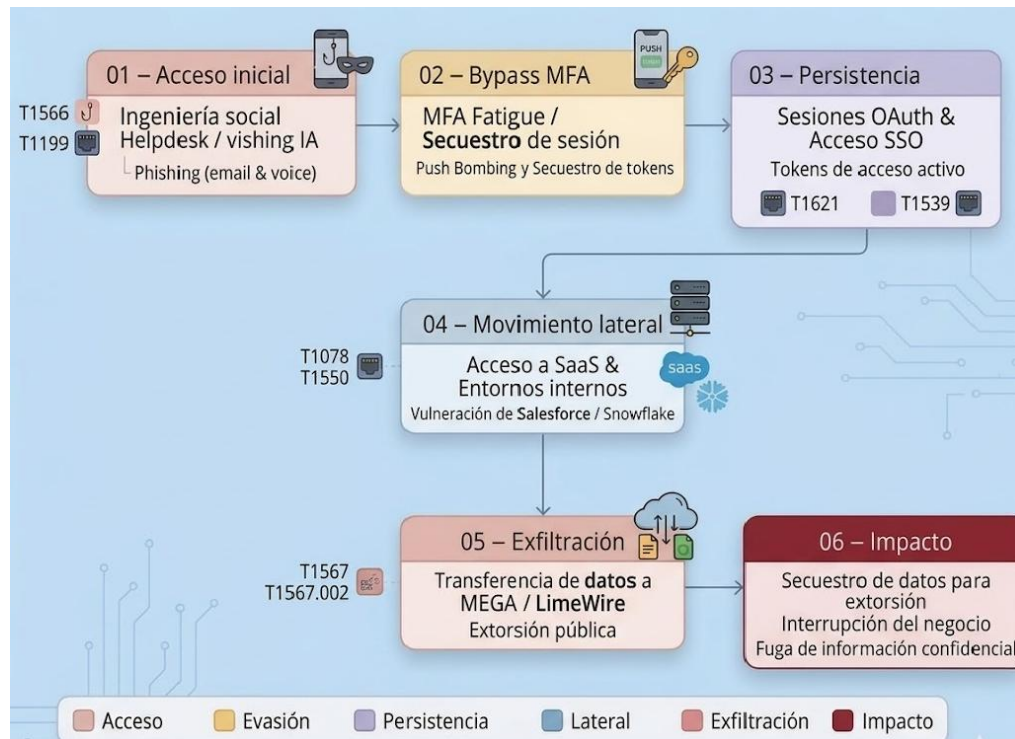 01 – Acceso inicial
T1566
T1199
Ingeniería social
Helpdesk / vishing IA
Phishing (email & voice)
PUSH
02 – Bypass MFA
MFA Fatigue /
Secuestro de sesión
Push Bombing y Secuestro de tokens
03 – Persistencia
Sesiones OAuth &
Acceso SSO
Tokens de acceso activo
T1621
T1539
04 – Movimiento lateral
T1078
T1550
Acceso a SaaS &
Entornos internos
Vulneración de Salesforce / Snowflake
saas
05 – Exfiltración
T1567
T1567.002
Transferencia de datos a
MEGA / LimeWire
Extorsión pública
06 – Impacto
Secuestro de datos para
extorsión
Interrupción del negocio
Fuga de información confidencial
Acceso
Evasión
Persistencia
Lateral
Exfiltración
Impacto